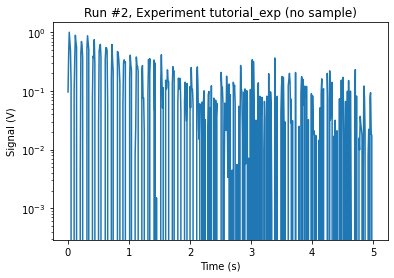 Run #2, Experiment tutorial_exp (no sample)
Signal (V)
10⁰
10⁻¹
10⁻²
10⁻³
0 1 2 3 4 5
Time (s)